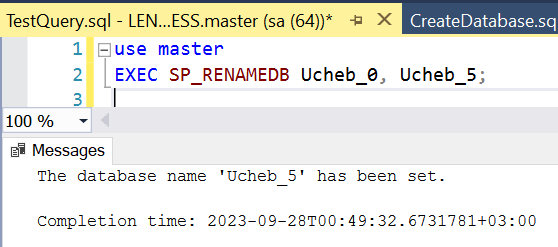 TestQuery.sql - LEN...ESS.master (sa (64))* CreateDatabase.sq
1 use master
2 EXEC SP_RENAMEDB Ucheb_0, Ucheb_5;
3
100 %
Messages
The database name 'Ucheb_5' has been set.
Completion time: 2023-09-28T00:49:32.6731781+03:00